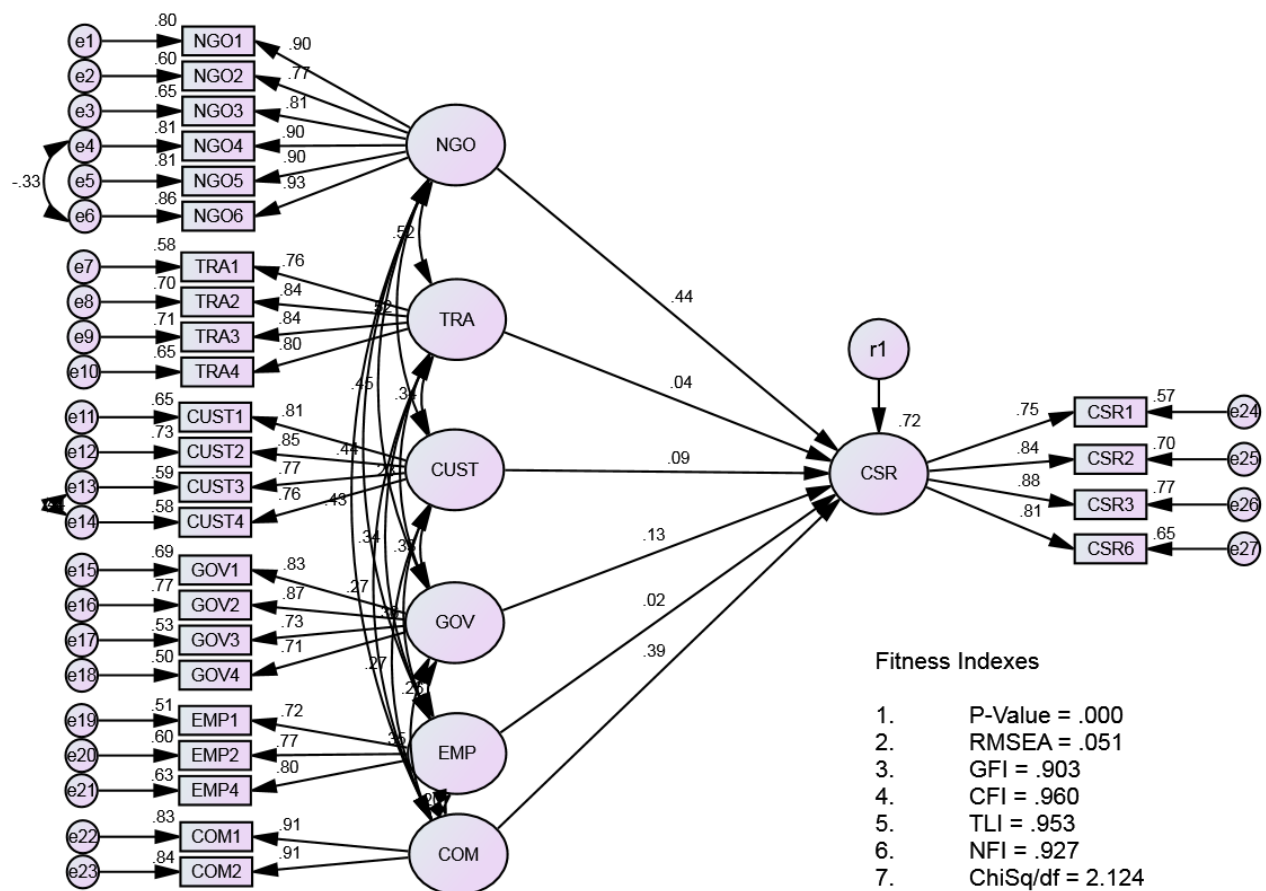 e1 .80 NGO1 .90
e2 .60 NGO2 .77
e3 .65 NGO3 .81
e4 .81 NGO4 .90
e5 .81 NGO5 .90
e6 .86 NGO6 .93
-.33
NGO
.52
.44
e7 .58 TRA1 .76
e8 .70 TRA2 .84
e9 .71 TRA3 .84
e10 .65 TRA4 .80
TRA
.04
.45
e11 .65 CUST1 .81
e12 .73 CUST2 .85
e13 .59 CUST3 .77
e14 .58 CUST4 .76
CUST
.09
.44
.43
e15 .69 GOV1 .83
e16 .77 GOV2 .87
e17 .53 GOV3 .73
e18 .50 GOV4 .71
GOV
.13
.34
.27
.27
e19 .51 EMP1 .72
e20 .60 EMP2 .77
e21 .63 EMP4 .80
EMP
.02
e22 .83 COM1 .91
e23 .84 COM2 .91
COM
.39
r1
CSR
.72
.75 CSR1 .57 e24
.84 CSR2 .70 e25
.88 CSR3 .77 e26
.81 CSR6 .65 e27
Fitness Indexes
1. P-Value = .000
2. RMSEA = .051
3. GFI = .903
4. CFI = .960
5. TLI = .953
6. NFI = .927
7. ChiSq/df = 2.124